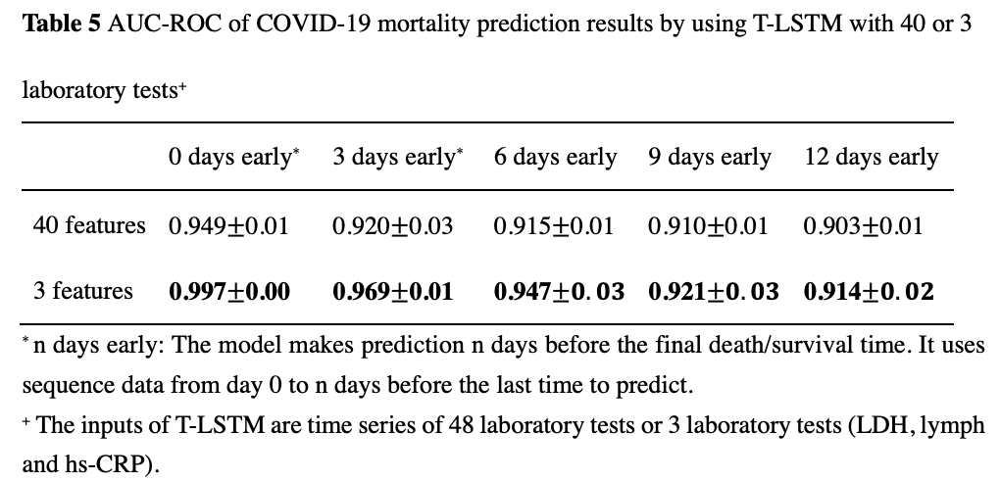 Table 5 AUC-ROC of COVID-19 mortality prediction results by using T-LSTM with 40 or 3
laboratory tests⁺
0 days early* 3 days early* 6 days early 9 days early 12 days early
40 features 0.949±0.01 0.920±0.03 0.915±0.01 0.910±0.01 0.903±0.01
3 features 0.997±0.00 0.969±0.01 0.947±0.03 0.921±0.03 0.914±0.02
* n days early: The model makes prediction n days before the final death/survival time. It uses
sequence data from day 0 to n days before the last time to predict.
⁺ The inputs of T-LSTM are time series of 48 laboratory tests or 3 laboratory tests (LDH, lymph
and hs-CRP).